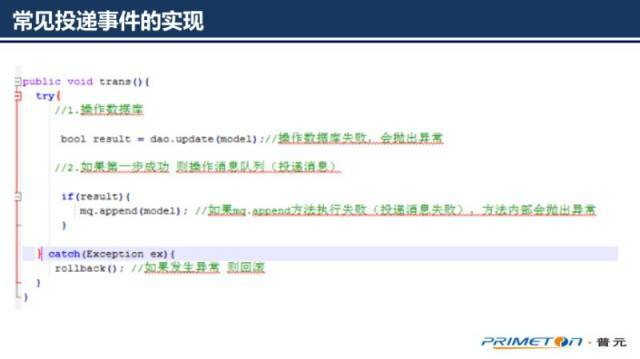 常见投递事件的实现
public void trans(){
try{
//1.操作数据库
bool result = dao.update(model);//操作数据库失败，会抛出异常
//2.如果第一步成功 则操作消息队列（投递消息）
if(result){
mq.append(model); //如果mq.append方法执行失败（投递消息失败），方法内部会抛出异常
}
} catch(Exception ex){
rollback(); //如果发生异常 则回滚
}
}
PRIMETON·普元